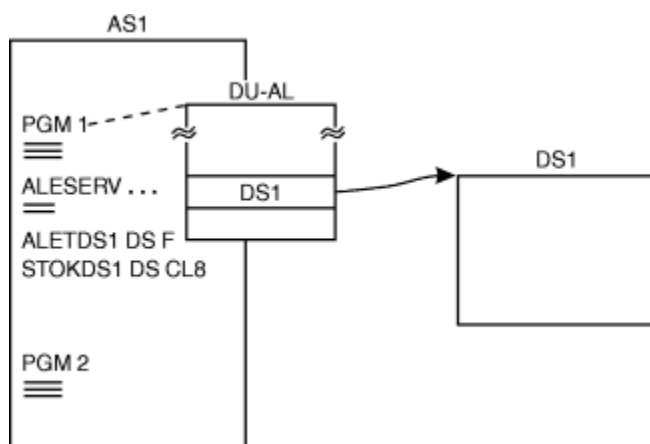 AS1
DU-AL
PGM 1
DS1
ALESERV . . .
DS1
ALETDS1 DS F
STOKDS1 DS CL8
PGM 2